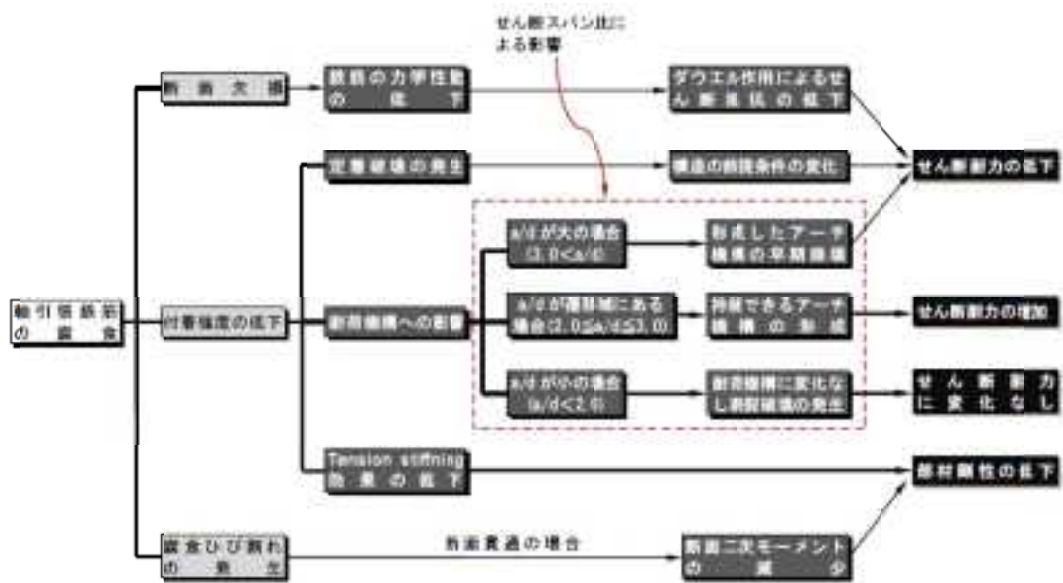 せん断スパン比に
よる影響
断面欠損
鉄筋の力学性能
の低下
ダウエル作用によるせ
ん断抵抗の低下
定着破壊の発生
構造の前提条件の変化
せん断耐力の低下
a/dが大の場合
(3.0<a/d)
形成したアーチ
機構の早期崩壊
軸引張鉄筋
の腐食
付着強度の低下
耐荷機構への影響
a/dが遷移域にある
場合(2.0≦a/d≦3.0)
持続できるアーチ
機構の形成
せん断耐力の増加
a/dが小の場合
(a/d<2.0)
耐荷機構に変化な
し割裂破壊の発生
せん断耐力
に変化なし
Tension stiffning
効果の低下
部材剛性の低下
腐食ひび割れ
の発生
断面貫通の場合
断面二次モーメント
の減少